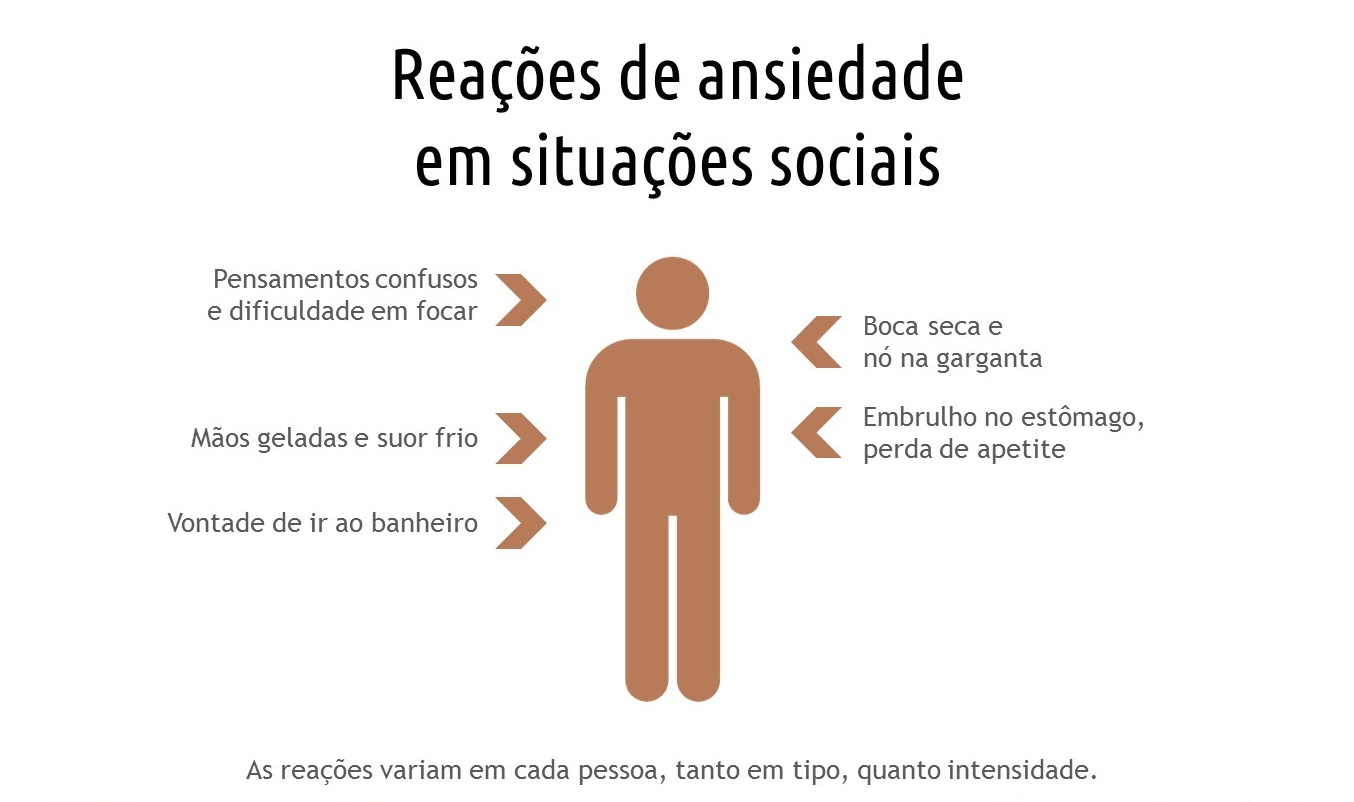 Reações de ansiedade
em situações sociais
Pensamentos confusos
e dificuldade em focar
Boca seca e
nó na garganta
Mãos geladas e suor frio
Embrulho no estômago,
perda de apetite
Vontade de ir ao banheiro
As reações variam em cada pessoa, tanto em tipo, quanto intensidade.